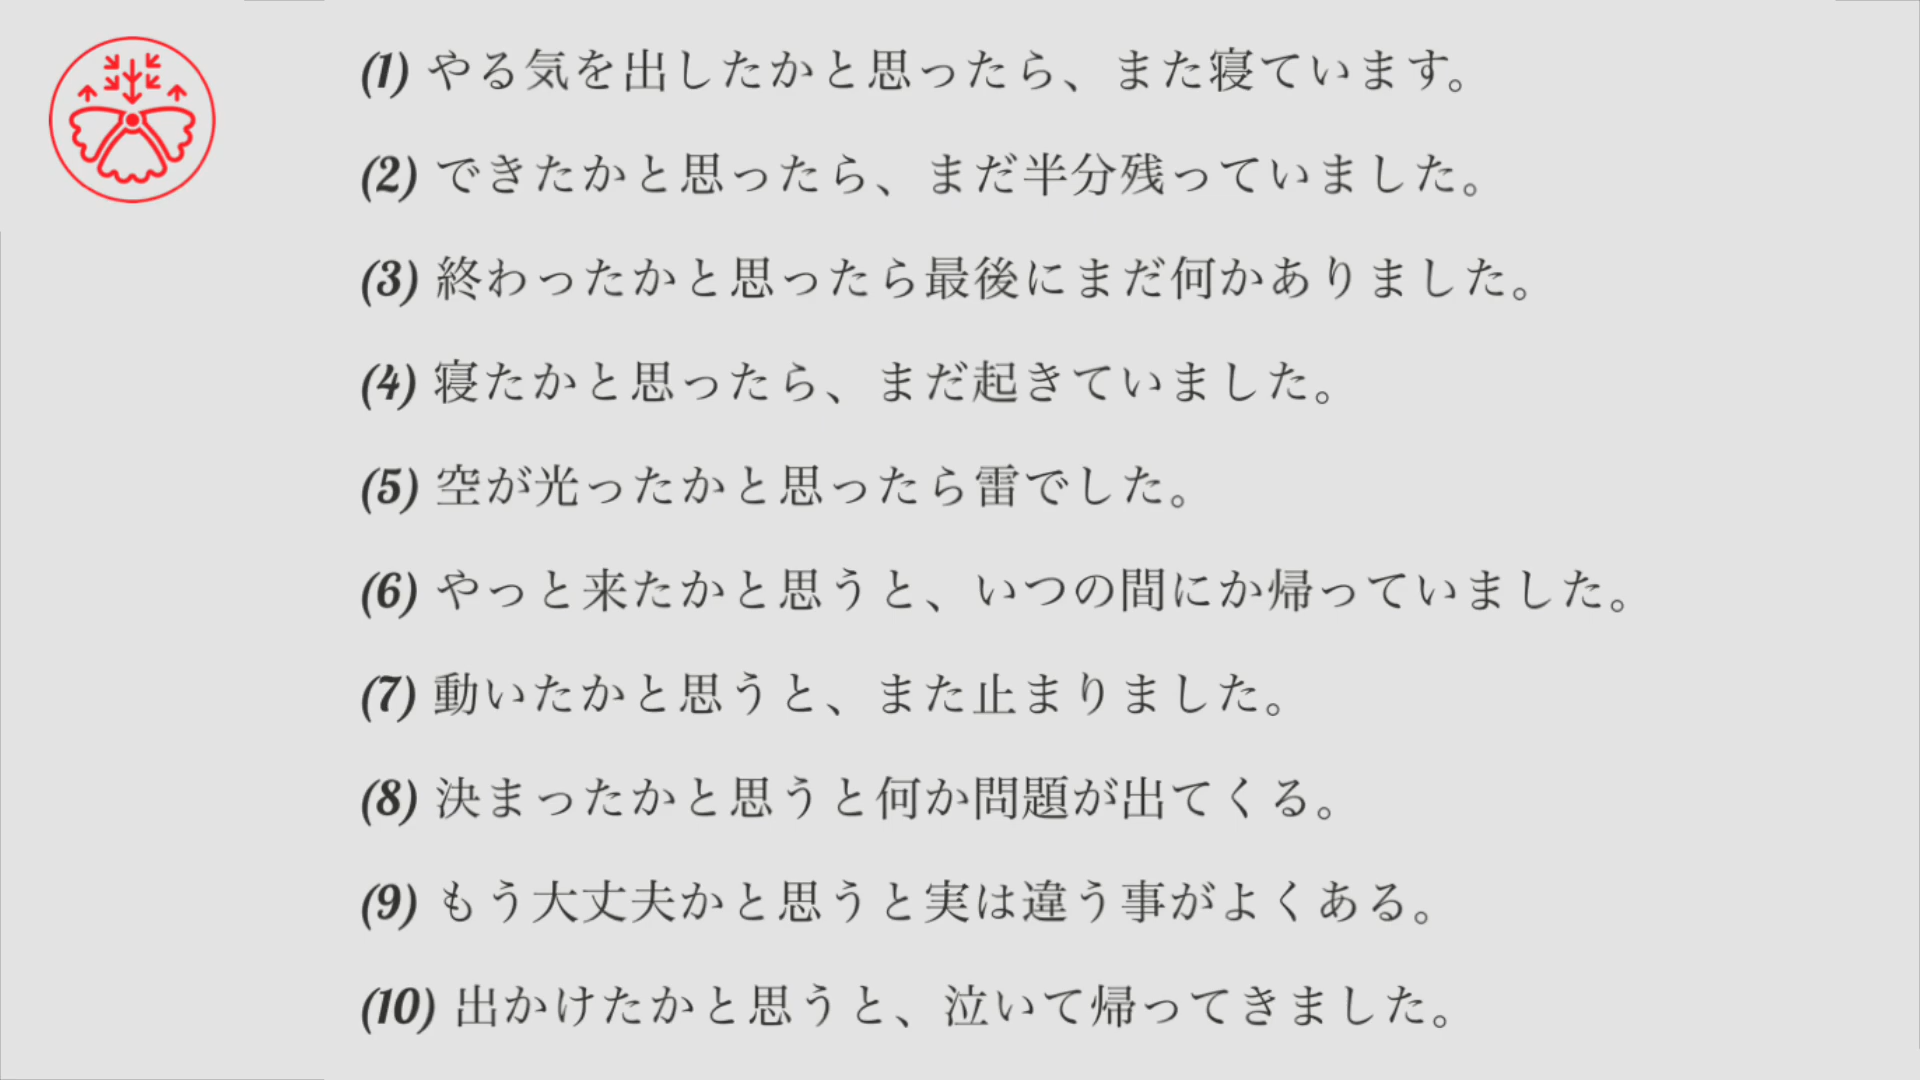 (1) やる気を出したかと思ったら、また寝ています。
(2) できたかと思ったら、まだ半分残っていました。
(3) 終わったかと思ったら最後にまだ何かありました。
(4) 寝たかと思ったら、まだ起きていました。
(5) 空が光ったかと思ったら雷でした。
(6) やっと来たかと思うと、いつの間にか帰っていました。
(7) 動いたかと思うと、また止まりました。
(8) 決まったかと思うと何か問題が出てくる。
(9) もう大丈夫かと思うと実は違う事がよくある。
(10) 出かけたかと思うと、泣いて帰ってきました。